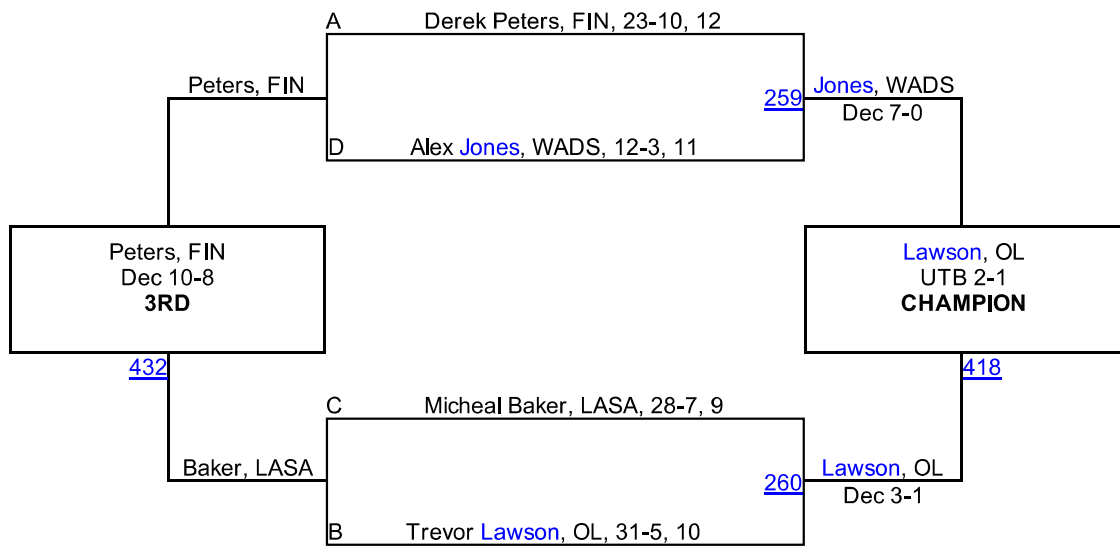 A Derek Peters, FIN, 23-10, 12
Peters, FIN
259
Jones, WADS
Dec 7-0
D Alex Jones, WADS, 12-3, 11
Peters, FIN
Dec 10-8
3RD
432
Lawson, OL
UTB 2-1
CHAMPION
418
C Micheal Baker, LASA, 28-7, 9
Baker, LASA
260
Lawson, OL
Dec 3-1
B Trevor Lawson, OL, 31-5, 10